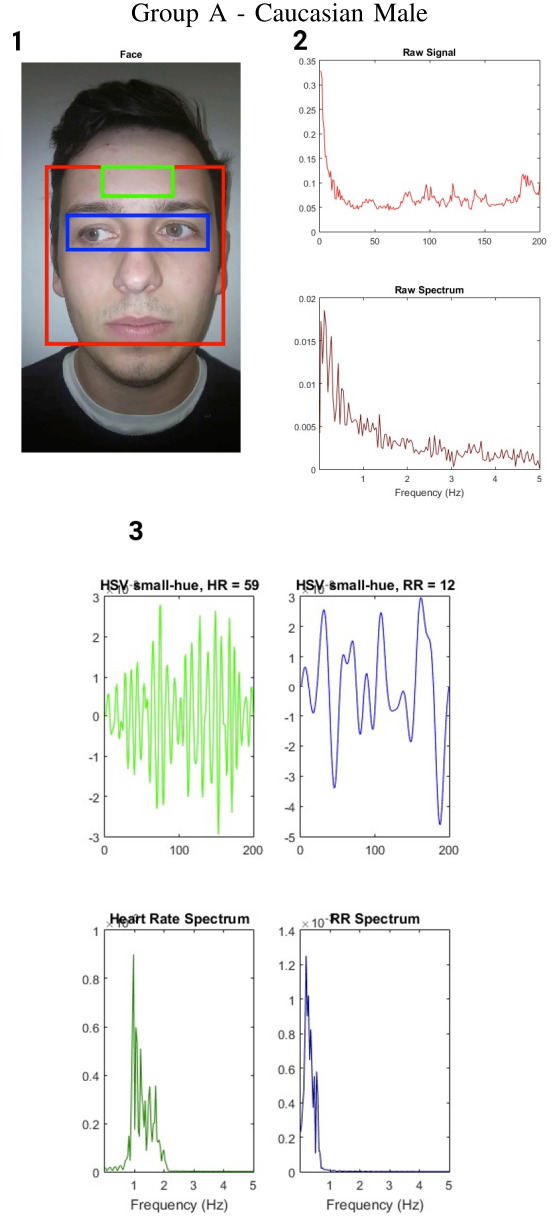 Group A - Caucasian Male
1
Face
2
Raw Signal
0.35
0.3
0.25
0.2
0.15
0.1
0.05
0
0 50 100 150 200
Raw Spectrum
0.02
0.015
0.01
0.005
0
1 2 3 4 5
Frequency (Hz)
3
HSV small-hue, HR = 59
3
2
1
0
-1
-2
-3
0 100 200
HSV small-hue, RR = 12
3
2
1
0
-1
-2
-3
-4
-5
0 100 200
Heart Rate Spectrum
1
0.8
0.6
0.4
0.2
0
1 2 3 4 5
Frequency (Hz)
RR Spectrum
1.4
1.2
1
0.8
0.6
0.4
0.2
0
1 2 3 4 5
Frequency (Hz)